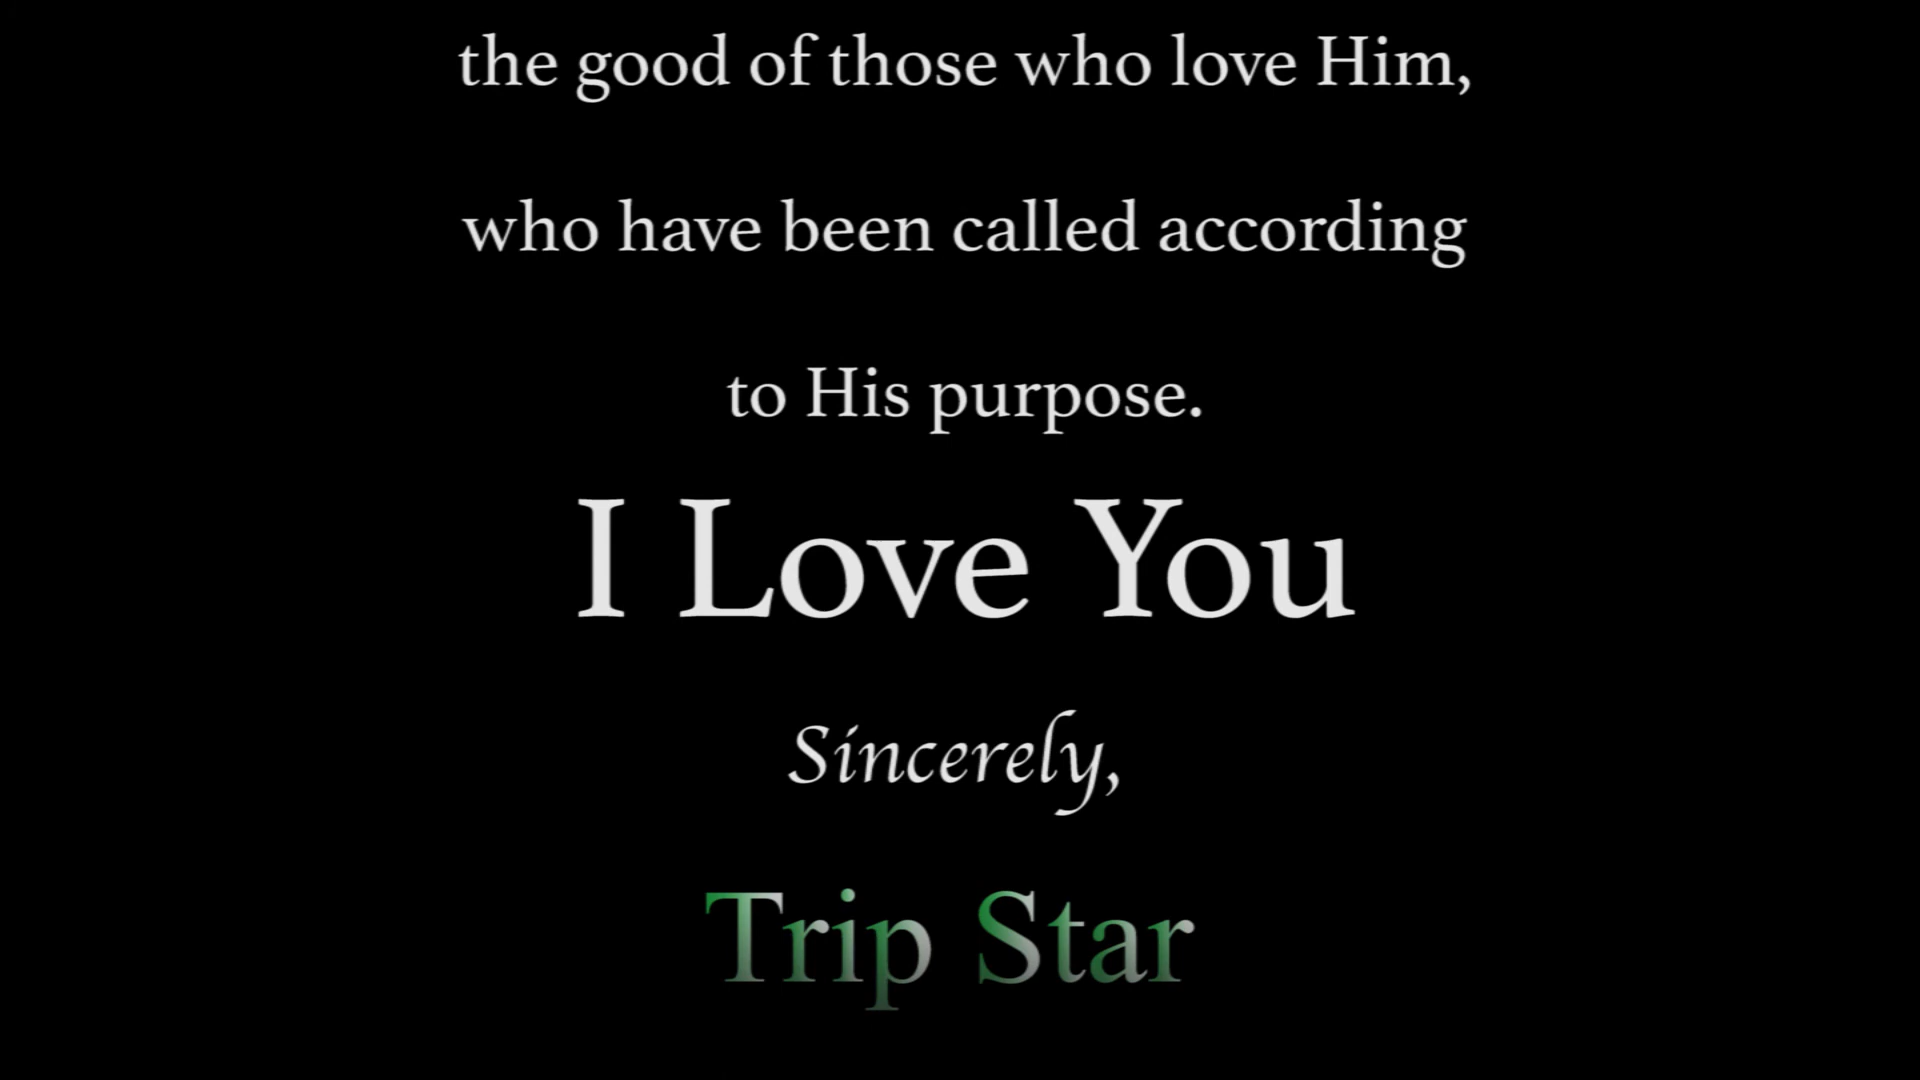 the good of those who love Him,
who have been called according
to His purpose.
I Love You
Sincerely,
Trip Star